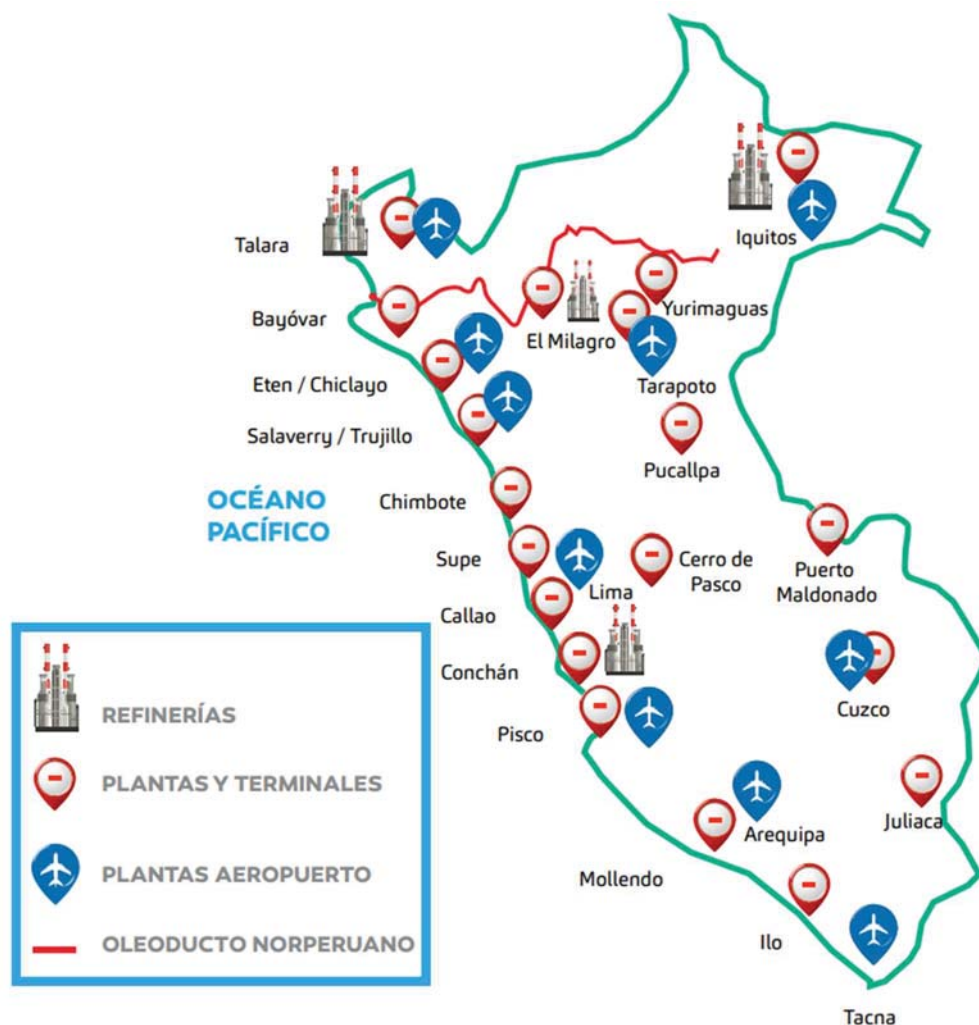 Iquitos
Talara
Yurimaguas
Bayóvar
El Milagro
Tarapoto
Eten / Chiclayo
Salaverry / Trujillo
Pucallpa
OCÉANO
PACÍFICO
Chimbote
Supe
Lima
Cerro de
Pasco
Puerto
Maldonado
Callao
Conchán
Cuzco
Pisco
REFINERÍAS
PLANTAS Y TERMINALES
Arequipa
Juliaca
Mollendo
PLANTAS AEROPUERTO
OLEODUCTO NORPERUANO
Ilo
Tacna